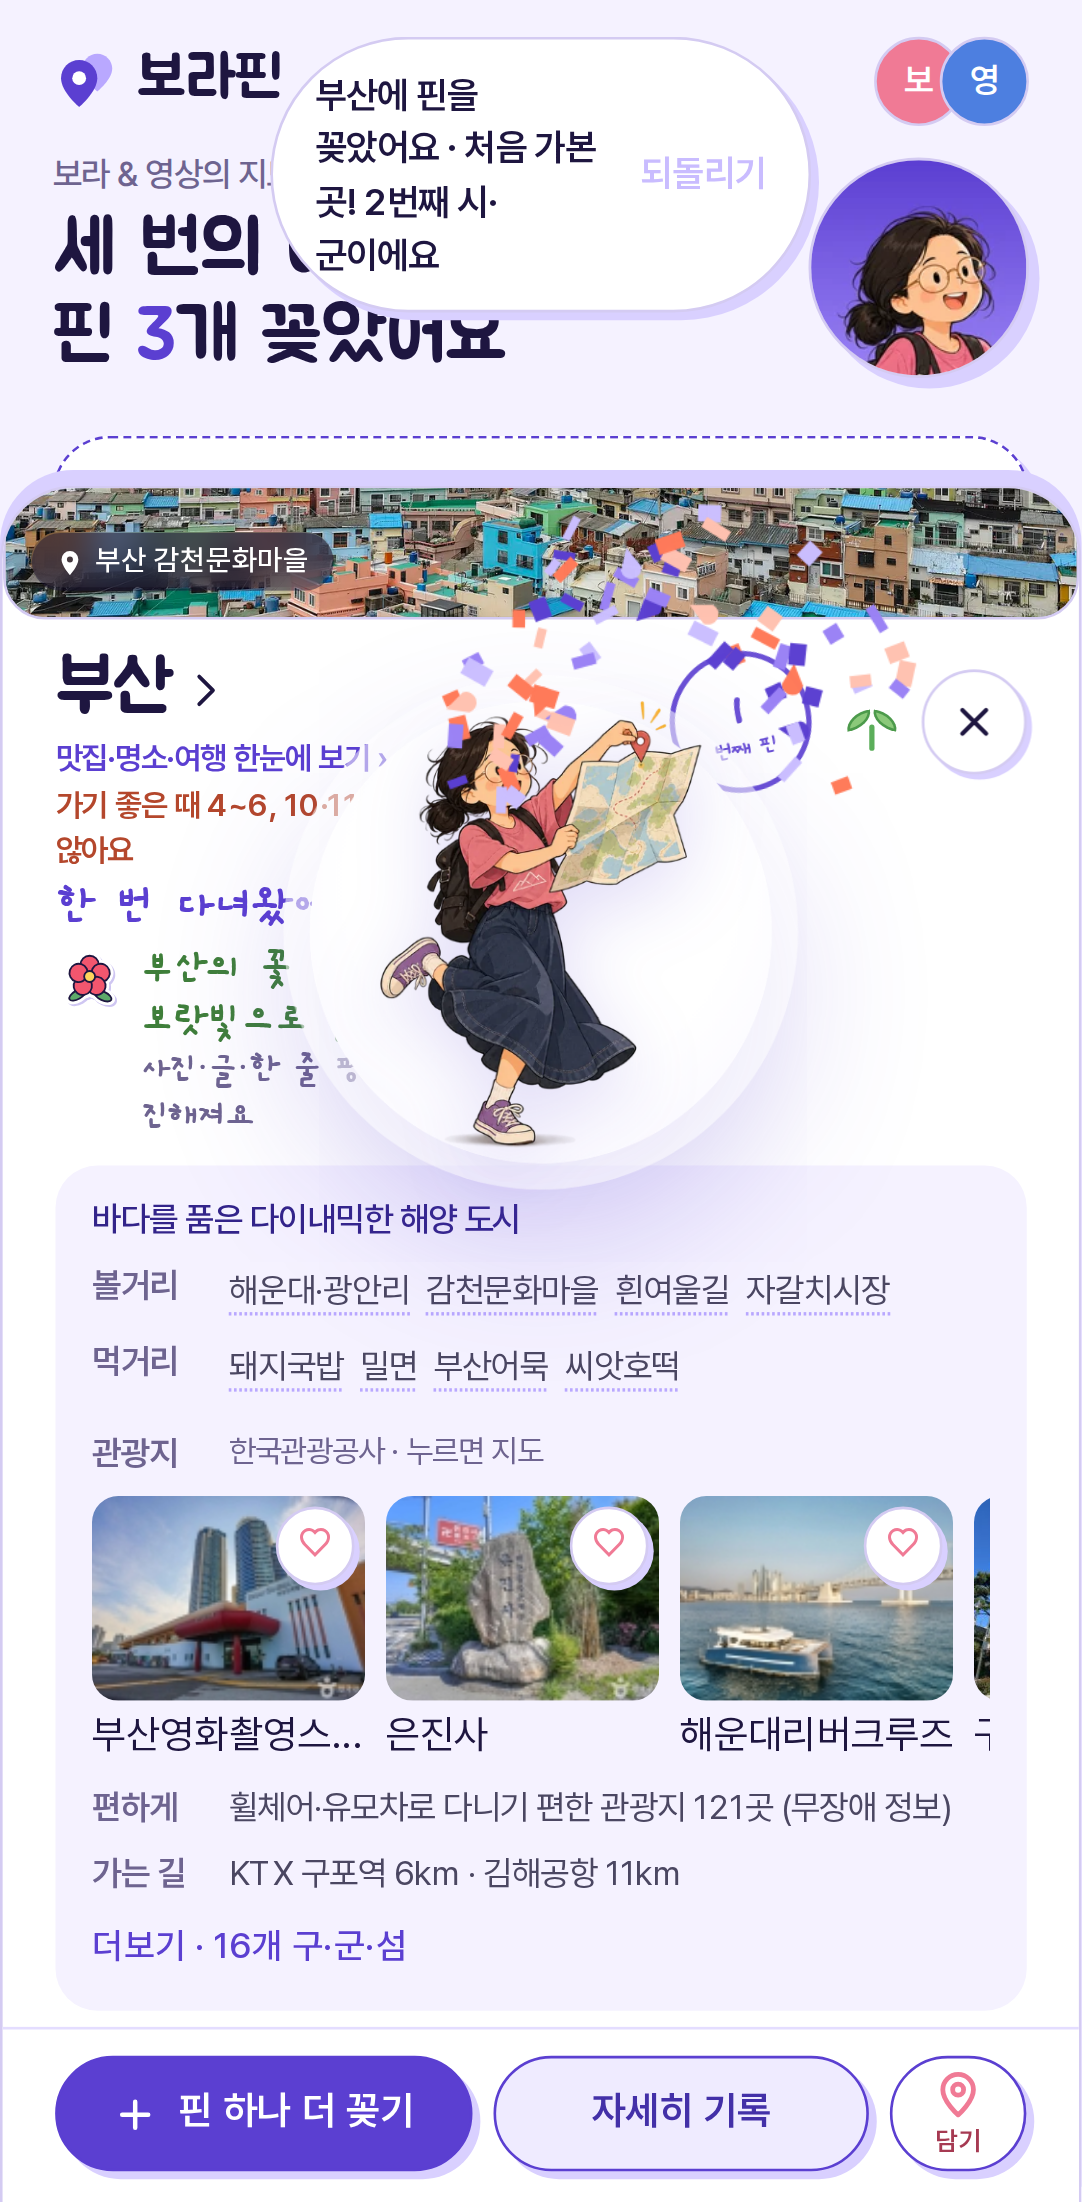 보라핀
부산에 핀을
꽂았어요 · 처음 가본
곳! 2번째 시·
군이에요
되돌리기
보 영
보라 & 영상의
세 번의
핀 3개 꽂았어요
부산 감천문화마을
부산 >
번째 핀
맛집·명소·여행 한눈에 보기 ›
가기 좋은 때 4~6, 10·11
않아요
한 번 다녀왔
부산의 꽃
보랏빛으로
사진·글·한 줄
진해져요
바다를 품은 다이내믹한 해양 도시
볼거리 해운대·광안리 감천문화마을 흰여울길 자갈치시장
먹거리 돼지국밥 밀면 부산어묵 씨앗호떡
관광지 한국관광공사 · 누르면 지도
부산영화촬영스... 은진사 해운대리버크루즈
편하게 휠체어·유모차로 다니기 편한 관광지 121곳 (무장애 정보)
가는 길 KTX 구포역 6km · 김해공항 11km
더보기 · 16개 구·군·섬
+ 핀 하나 더 꽂기
자세히 기록
담기